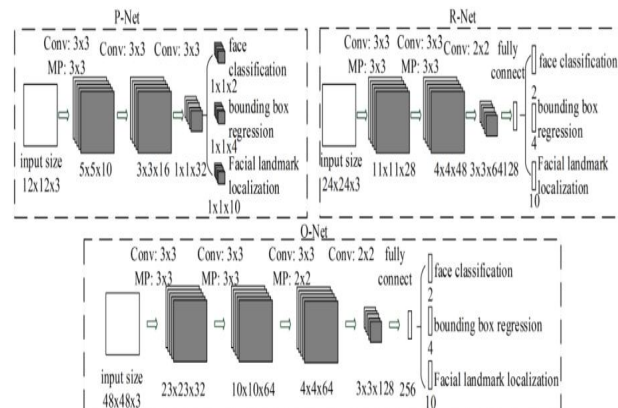 P-Net
Conv: 3x3 Conv: 3x3 Conv: 3x3
MP: 3x3
face
classification
1x1x2
bounding box
regression
1x1x4
Facial landmark
localization
1x1x10
input size
12x12x3
5x5x10
3x3x16
1x1x32
R-Net
Conv: 3x3 Conv: 3x3 Conv: 2x2 fully
MP: 3x3 MP: 3x3 connect
face classification
2
bounding box
regression
4
Facial landmark
localization
10
input size
24x24x3
11x11x28
4x4x48
3x3x64
128
O-Net
Conv: 3x3 Conv: 3x3 Conv: 3x3 Conv: 2x2 fully
MP: 3x3 MP: 3x3 MP: 2x2 connect
face classification
2
bounding box regression
4
Facial landmark localization
10
input size
48x48x3
23x23x32
10x10x64
4x4x64
3x3x128
256